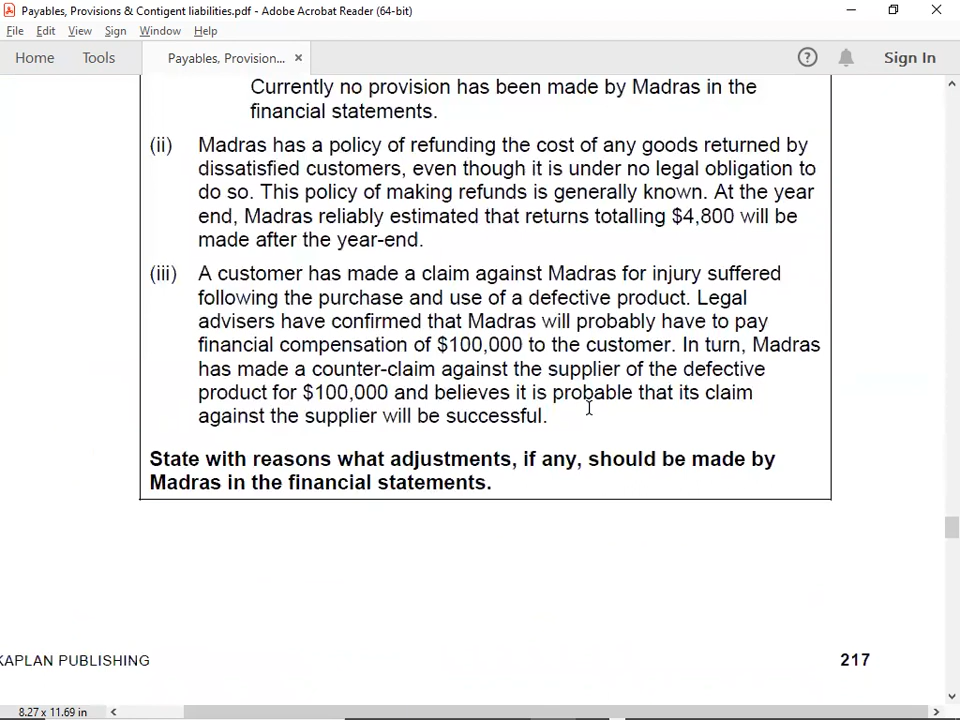 Payables, Provisions & Contigent liabilities.pdf - Adobe Acrobat Reader (64-bit)
File Edit View Sign Window Help
Home Tools Payables, Provision... × Sign In
Currently no provision has been made by Madras in the
financial statements.
(ii) Madras has a policy of refunding the cost of any goods returned by
dissatisfied customers, even though it is under no legal obligation to
do so. This policy of making refunds is generally known. At the year
end, Madras reliably estimated that returns totalling $4,800 will be
made after the year-end.
(iii) A customer has made a claim against Madras for injury suffered
following the purchase and use of a defective product. Legal
advisers have confirmed that Madras will probably have to pay
financial compensation of $100,000 to the customer. In turn, Madras
has made a counter-claim against the supplier of the defective
product for $100,000 and believes it is probable that its claim
against the supplier will be successful.
State with reasons what adjustments, if any, should be made by
Madras in the financial statements.
KAPLAN PUBLISHING 217
8.27 x 11.69 in